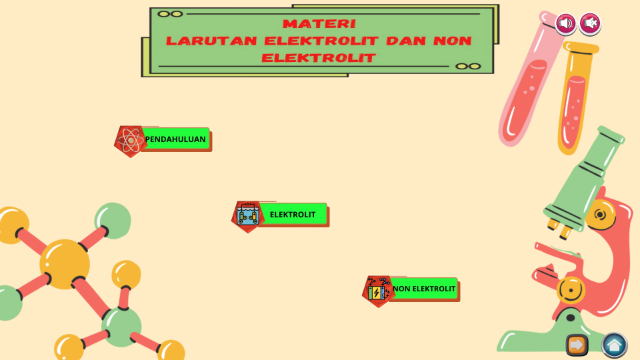 MATERI
LARUTAN ELEKTROLIT DAN NON
ELEKTROLIT
PENDAHULUAN
ELEKTROLIT
NON ELEKTROLIT